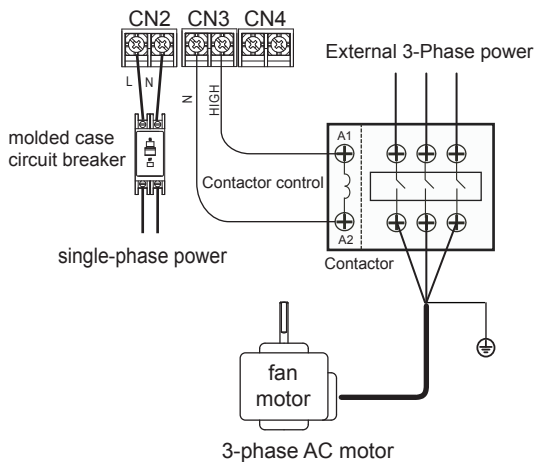 CN2 CN3 CN4
External 3-Phase power
L N
N
HIGH
molded case
circuit breaker
A1
Contactor control
A2
single-phase power
Contactor
fan
motor
3-phase AC motor